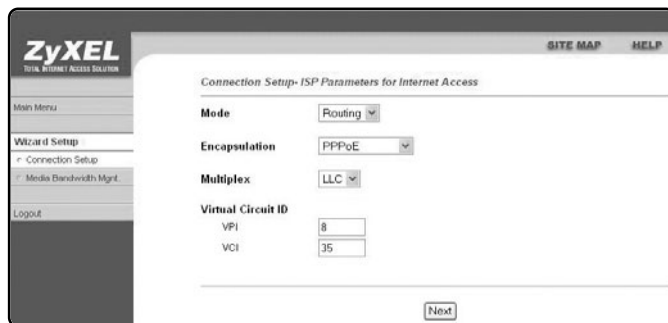 SITE MAP HELP
ZyXEL
TOTAL INTERNET ACCESS SOLUTION
Main Menu
Wizard Setup
Connection Setup
Media Bandwidth Mgnt.
Logout
Connection Setup- ISP Parameters for Internet Access
Mode Routing
Encapsulation PPPoE
Multiplex LLC
Virtual Circuit ID
VPI 8
VCI 35
Next